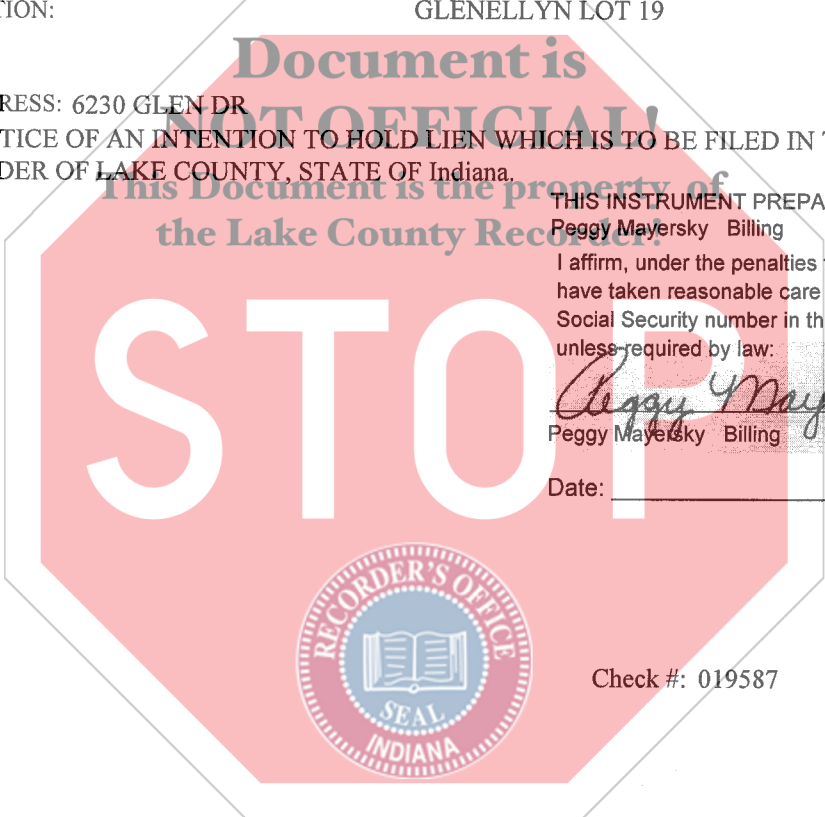 TION: GLENELLYN LOT 19
Document is
RESS: 6230 GLEN DR
NOT OFFICIAL!
TICE OF AN INTENTION TO HOLD LIEN WHICH IS TO BE FILED IN
DER OF LAKE COUNTY, STATE OF Indiana.
This Document is the property of
the Lake County Recorder!
THIS INSTRUMENT PREPA
Peggy Mayersky Billing
I affirm, under the penalties
have taken reasonable care
Social Security number in th
unless required by law:
STOP
Peggy May
Peggy Mayersky Billing
Date:
RECORDER'S OFFICE
SEAL
INDIANA
Check #: 019587